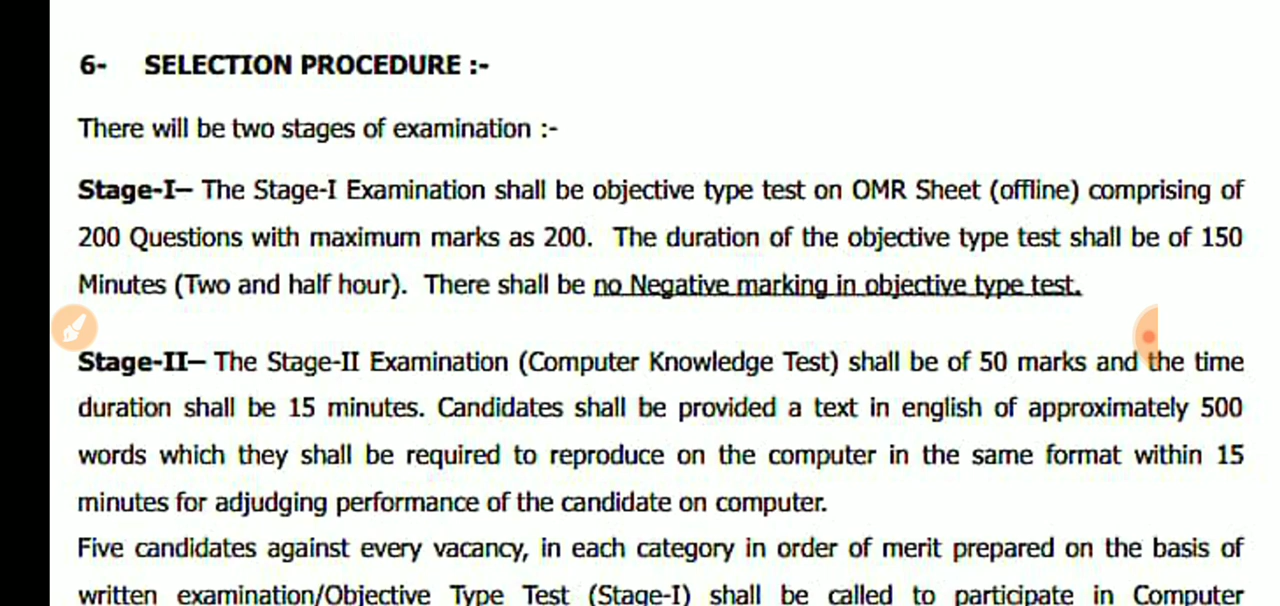 6- SELECTION PROCEDURE :-
There will be two stages of examination :-
Stage-I– The Stage-I Examination shall be objective type test on OMR Sheet (offline) comprising of
200 Questions with maximum marks as 200. The duration of the objective type test shall be of 150
Minutes (Two and half hour). There shall be no Negative marking in objective type test.
Stage-II– The Stage-II Examination (Computer Knowledge Test) shall be of 50 marks and the time
duration shall be 15 minutes. Candidates shall be provided a text in english of approximately 500
words which they shall be required to reproduce on the computer in the same format within 15
minutes for adjudging performance of the candidate on computer.
Five candidates against every vacancy, in each category in order of merit prepared on the basis of
written examination/Objective Type Test (Stage-I) shall be called to participate in Computer